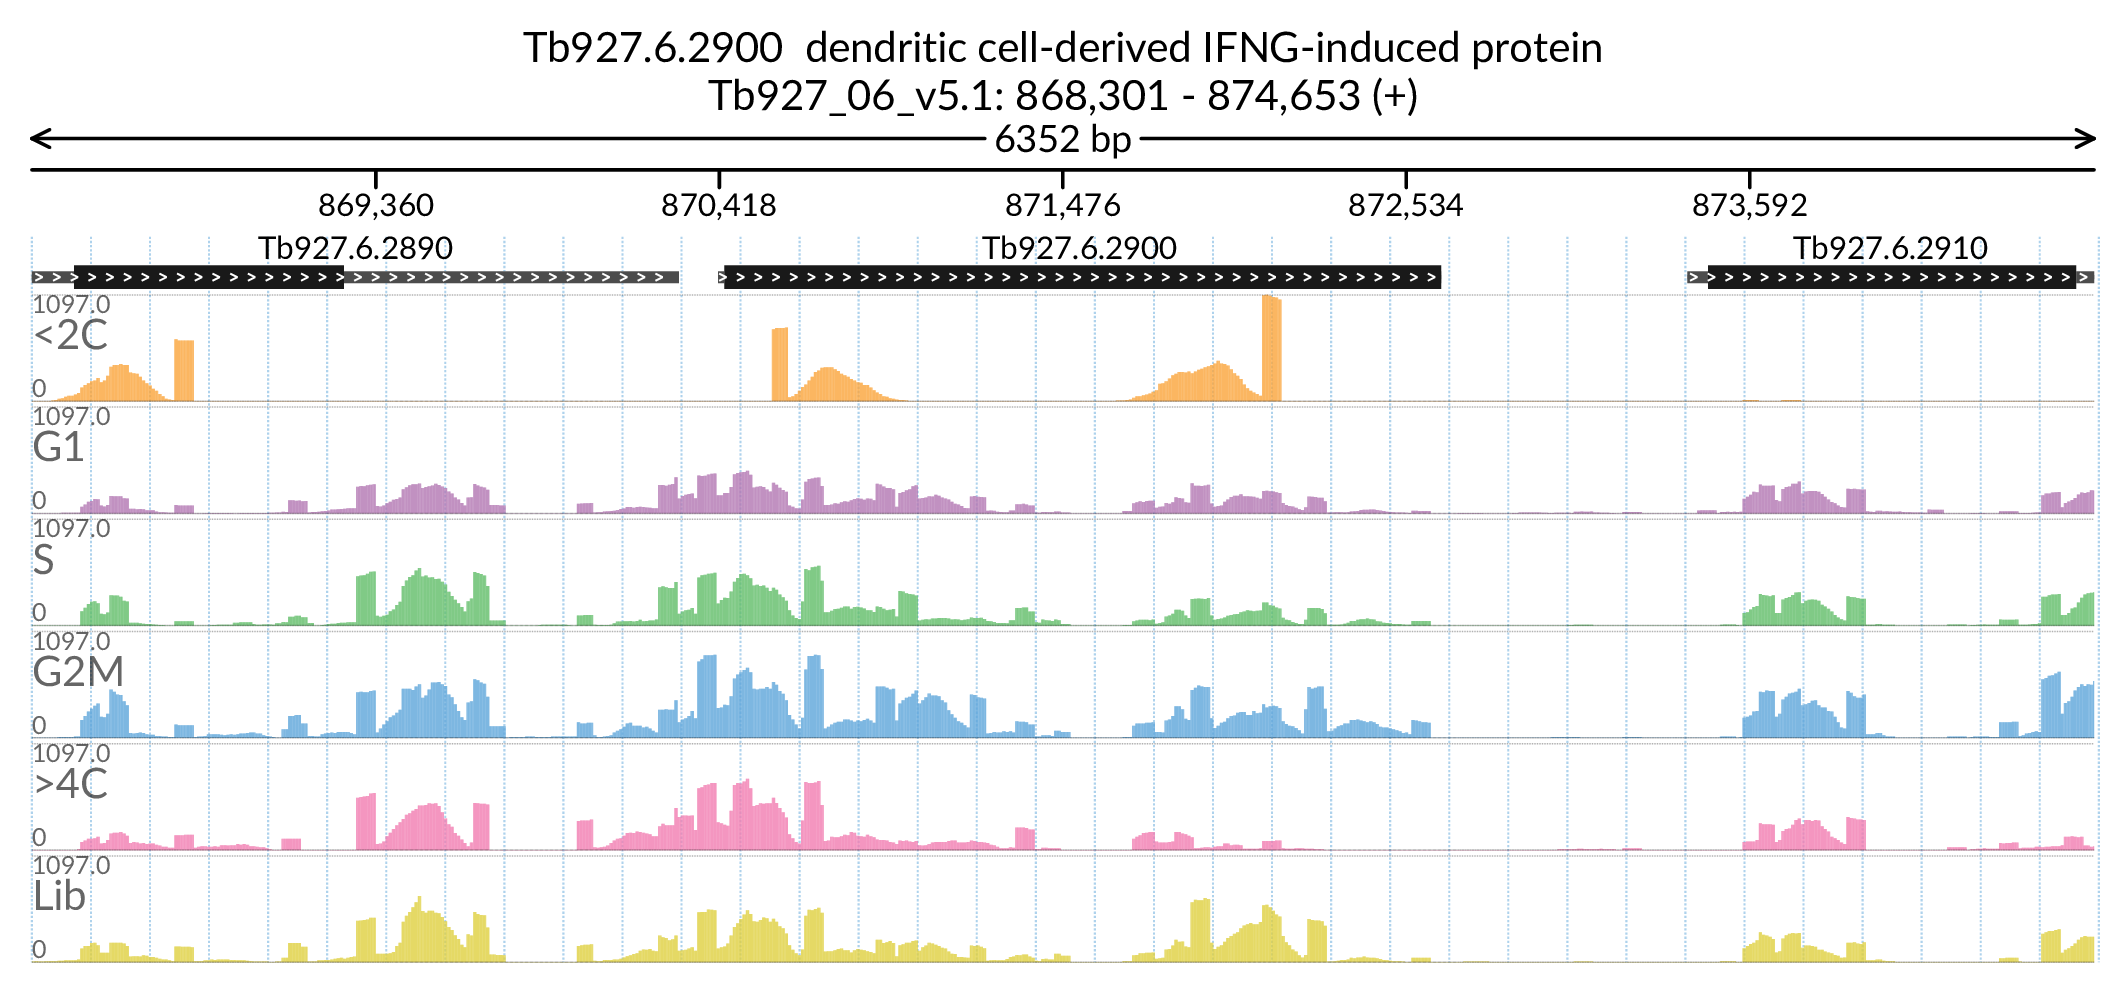 Tb927.6.2900  dendritic cell-derived IFNG-induced protein
Tb927_06_v5.1: 868,301 - 874,653 (+)
6352 bp
869,360 870,418 871,476 872,534 873,592
Tb927.6.2890 Tb927.6.2900 Tb927.6.2910
1097.0
<2C
0
1097.0
G1
0
1097.0
S
0
1097.0
G2M
0
1097.0
>4C
0
1097.0
Lib
0